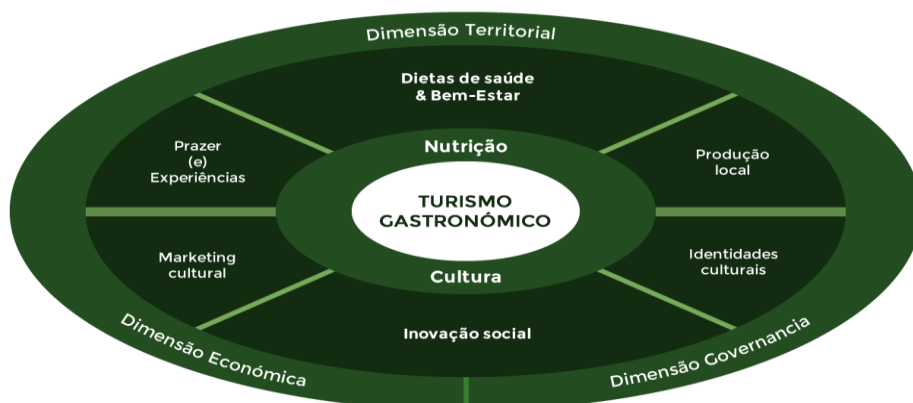 Dimensão Territorial
Dietas de saúde
& Bem-Estar
Prazer
(e)
Experiências
Nutrição
Produção
local
TURISMO
GASTRONÓMICO
Marketing
cultural
Cultura
Identidades
culturais
Inovação social
Dimensão Económica
Dimensão Governancia